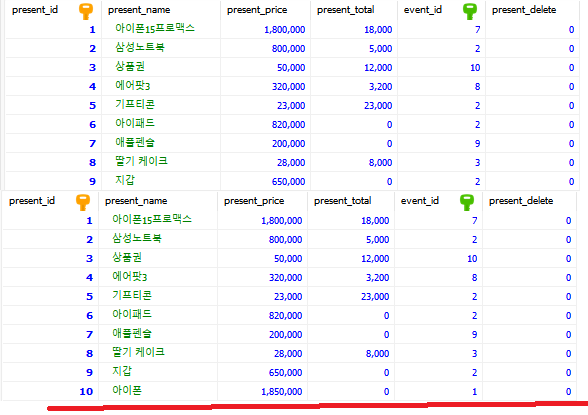 present_id present_name present_price present_total event_id present_delete
1 아이폰15프로맥스 1,800,000 18,000 7 0
2 삼성노트북 800,000 5,000 2 0
3 상품권 50,000 12,000 10 0
4 에어팟3 320,000 3,200 8 0
5 기프티콘 23,000 23,000 2 0
6 아이패드 820,000 0 2 0
7 애플펜슬 200,000 0 9 0
8 딸기 케이크 28,000 8,000 3 0
9 지갑 650,000 0 2 0
present_id present_name present_price present_total event_id present_delete
1 아이폰15프로맥스 1,800,000 18,000 7 0
2 삼성노트북 800,000 5,000 2 0
3 상품권 50,000 12,000 10 0
4 에어팟3 320,000 3,200 8 0
5 기프티콘 23,000 23,000 2 0
6 아이패드 820,000 0 2 0
7 애플펜슬 200,000 0 9 0
8 딸기 케이크 28,000 8,000 3 0
9 지갑 650,000 0 2 0
10 아이폰 1,850,000 0 1 0